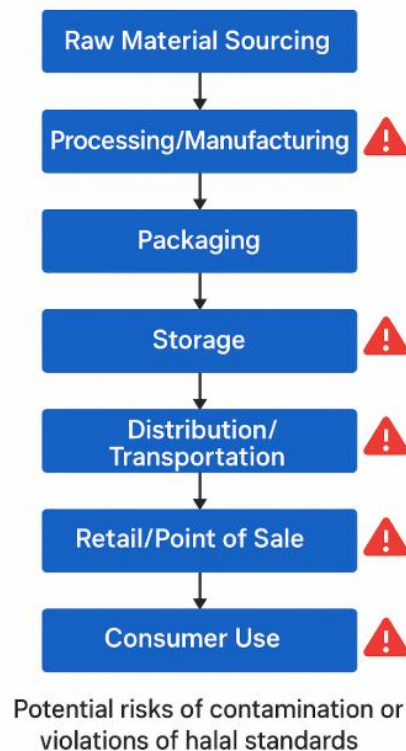 Raw Material Sourcing
Processing/Manufacturing
Packaging
Storage
Distribution/
Transportation
Retail/Point of Sale
Consumer Use
Potential risks of contamination or
violations of halal standards